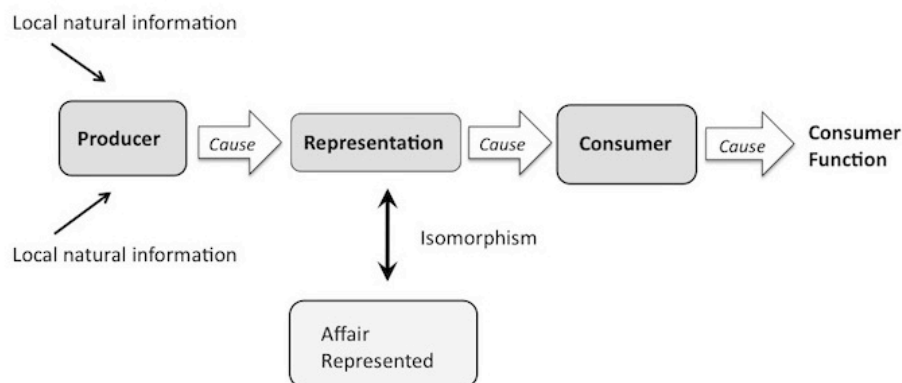 Local natural information
Producer
Cause
Representation
Cause
Consumer
Cause
Consumer
Function
Local natural information
Isomorphism
Affair
Represented